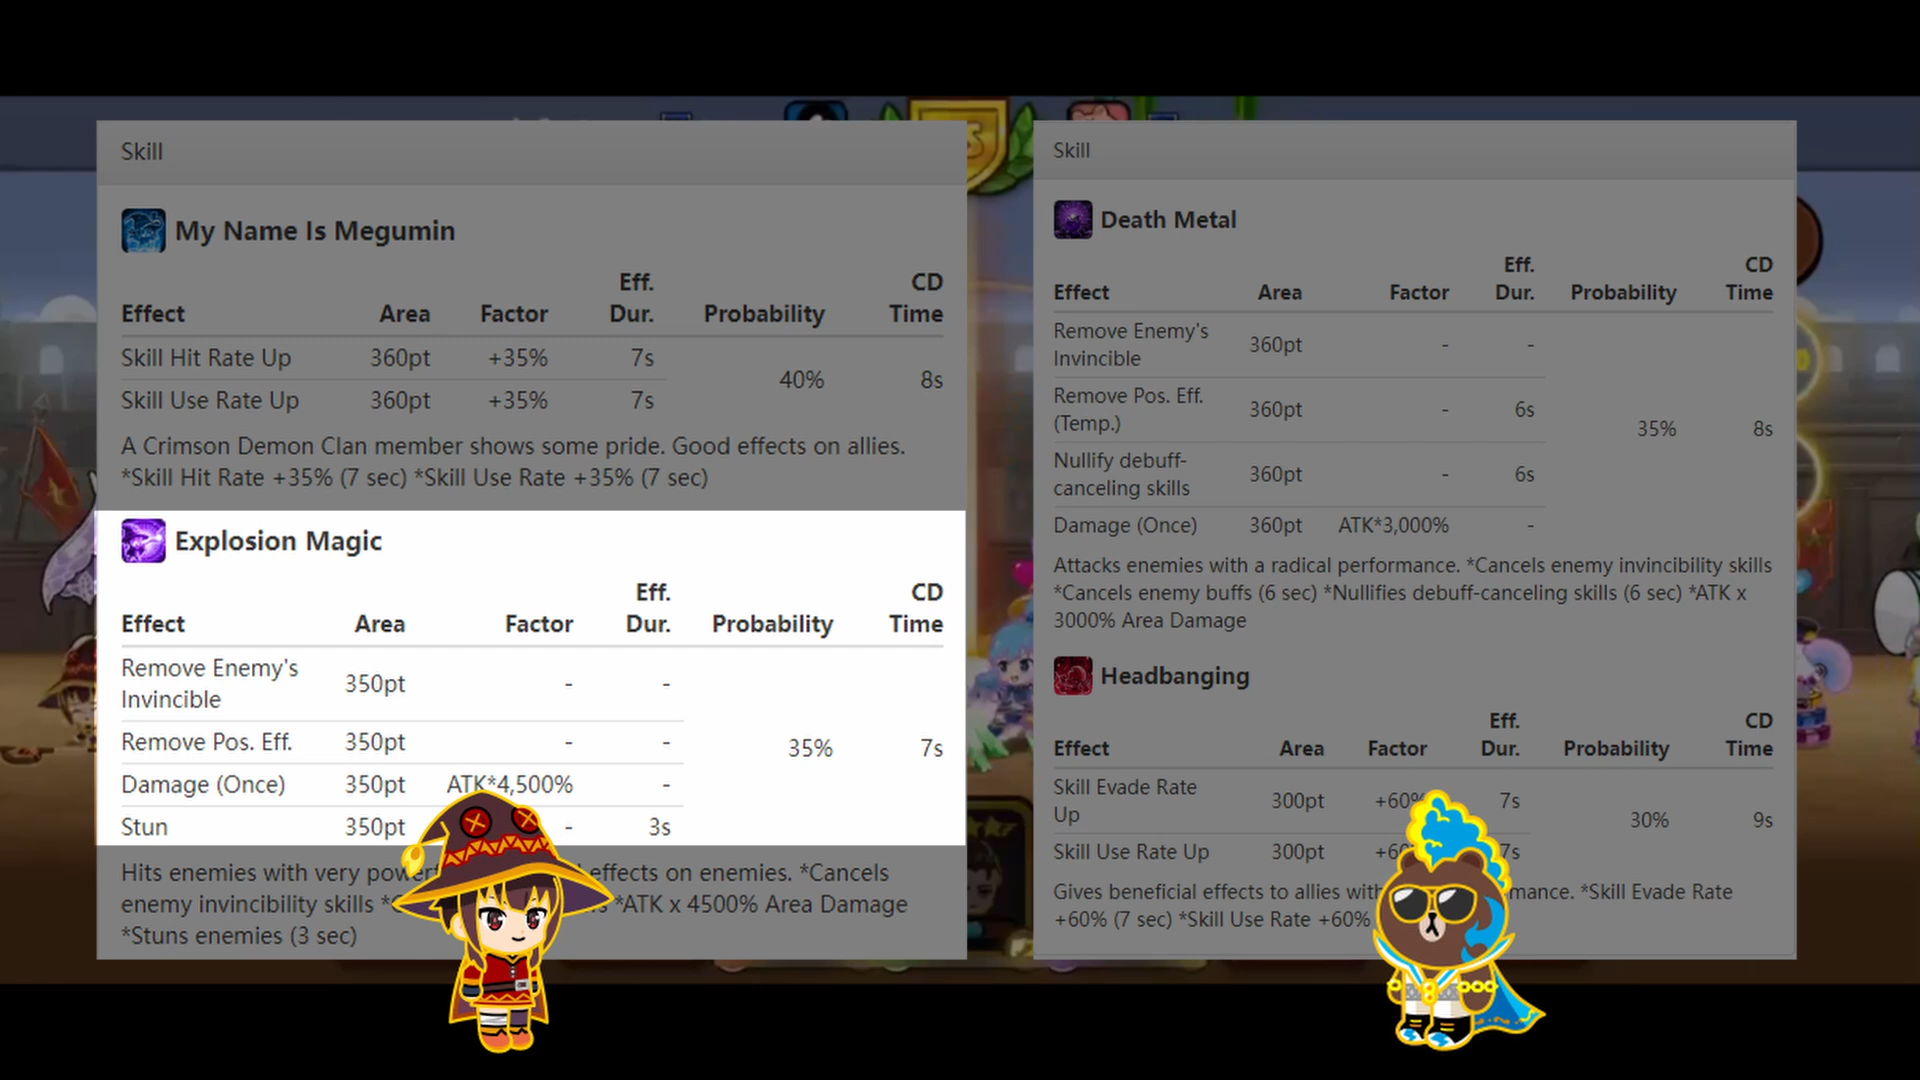 Skill
My Name Is Megumin
Effect Area Factor Eff. Dur. Probability CD Time
Skill Hit Rate Up 360pt +35% 7s 40% 8s
Skill Use Rate Up 360pt +35% 7s
A Crimson Demon Clan member shows some pride. Good effects on allies.
*Skill Hit Rate +35% (7 sec) *Skill Use Rate +35% (7 sec)
Explosion Magic
Effect Area Factor Eff. Dur. Probability CD Time
Remove Enemy's Invincible 350pt - - 35% 7s
Remove Pos. Eff. 350pt - -
Damage (Once) 350pt ATK*4,500% -
Stun 350pt - 3s
Hits enemies with very effects on enemies. *Cancels
enemy invincibility skills *ATK x 4500% Area Damage
*Stuns enemies (3 sec)
Skill
Death Metal
Effect Area Factor Eff. Dur. Probability CD Time
Remove Enemy's Invincible 360pt - - 35% 8s
Remove Pos. Eff. (Temp.) 360pt - 6s
Nullify debuff-canceling skills 360pt - 6s
Damage (Once) 360pt ATK*3,000% -
Attacks enemies with a radical performance. *Cancels enemy invincibility skills
*Cancels enemy buffs (6 sec) *Nullifies debuff-canceling skills (6 sec) *ATK x
3000% Area Damage
Headbanging
Effect Area Factor Eff. Dur. Probability CD Time
Skill Evade Rate Up 300pt +60% 7s 30% 9s
Skill Use Rate Up 300pt 7s
Gives beneficial effects to allies *Skill Evade Rate
+60% (7 sec) *Skill Use Rate +60%